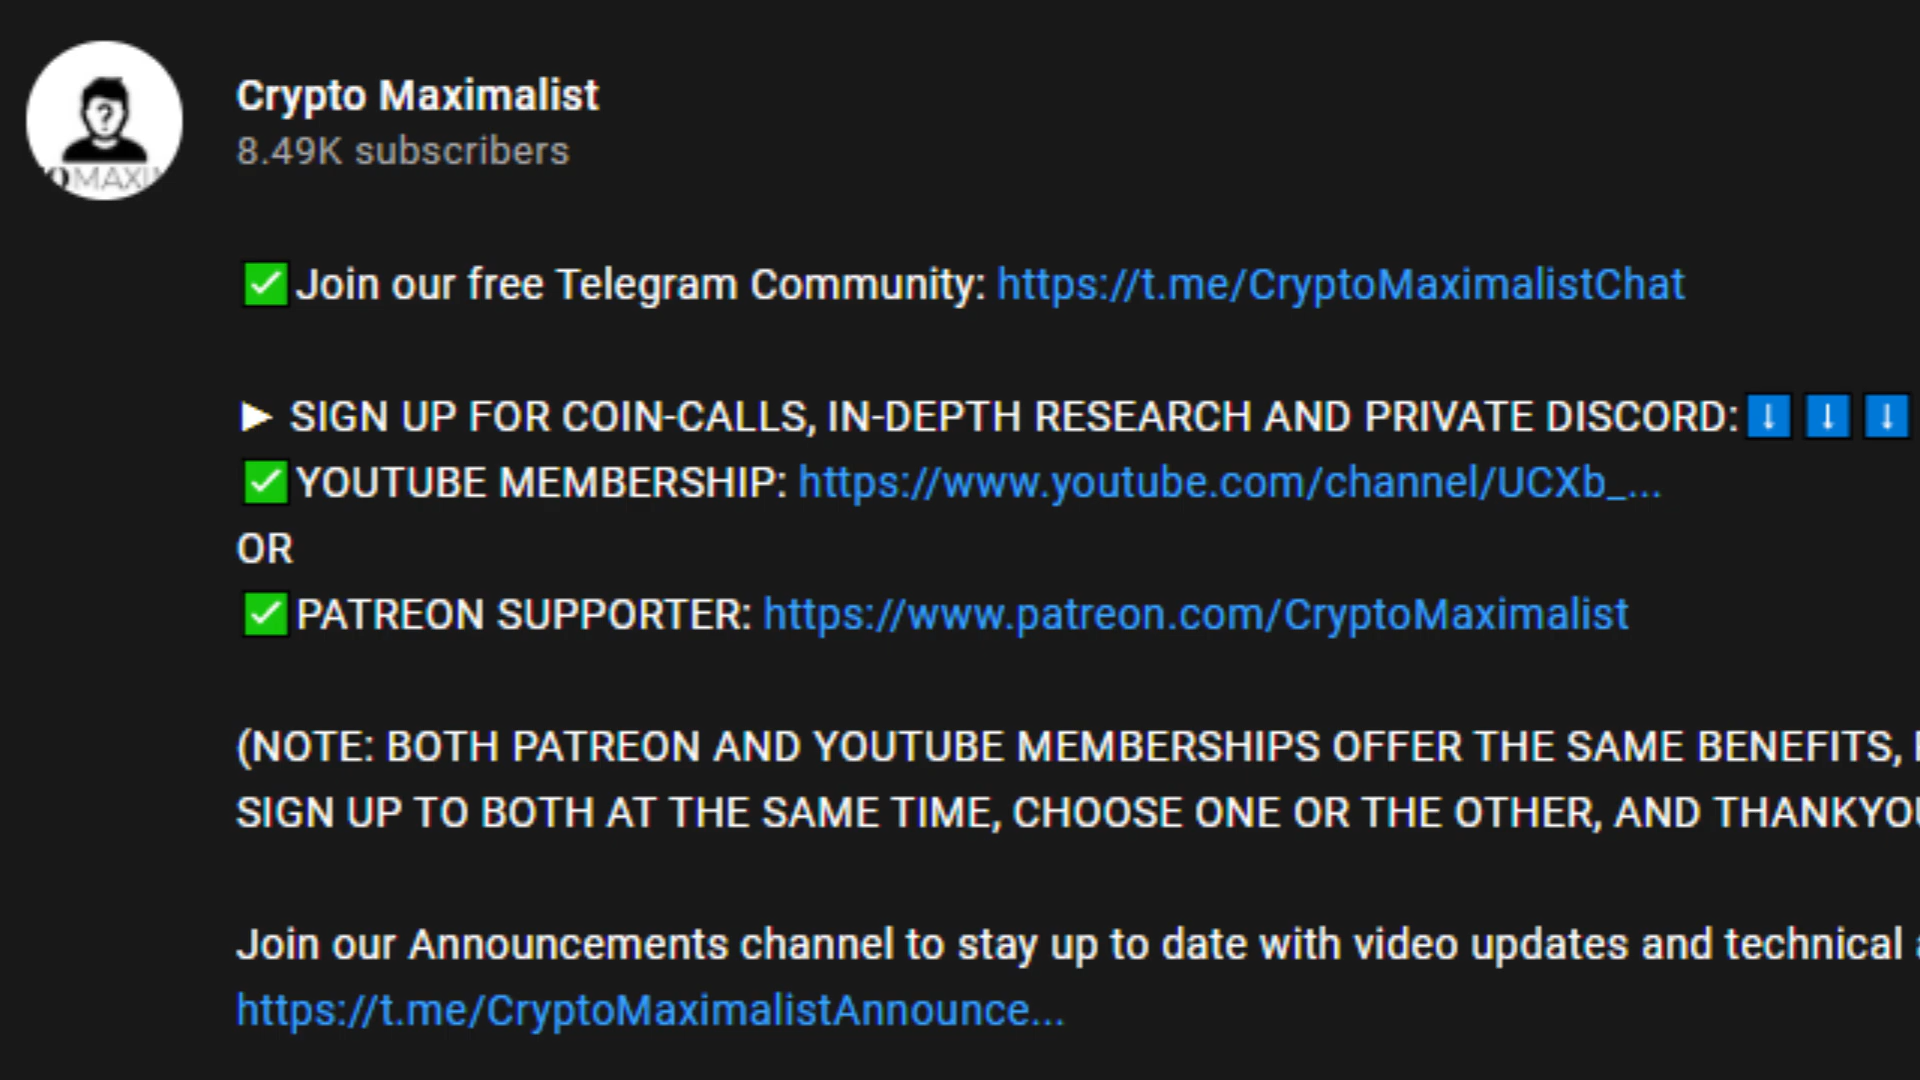 Crypto Maximalist
8.49K subscribers
OMAXI
✅Join our free Telegram Community: https://t.me/CryptoMaximalistChat
► SIGN UP FOR COIN-CALLS, IN-DEPTH RESEARCH AND PRIVATE DISCORD:⬇️⬇️⬇️
✅YOUTUBE MEMBERSHIP: https://www.youtube.com/channel/UCXb_...
OR
✅PATREON SUPPORTER: https://www.patreon.com/CryptoMaximalist
(NOTE: BOTH PATREON AND YOUTUBE MEMBERSHIPS OFFER THE SAME BENEFITS,
SIGN UP TO BOTH AT THE SAME TIME, CHOOSE ONE OR THE OTHER, AND THANKYOU
Join our Announcements channel to stay up to date with video updates and technical
https://t.me/CryptoMaximalistAnnounce...